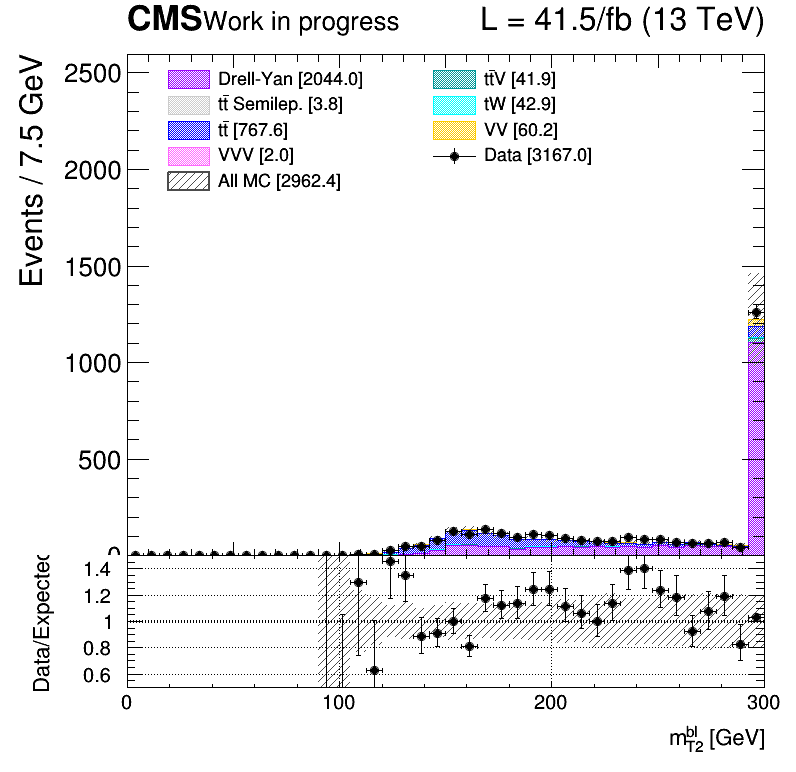 CMS Work in progress L = 41.5/fb (13 TeV)
Events / 7.5 GeV
2500
2000
1500
1000
500
0
Drell-Yan [2044.0]
tt̄ Semilep. [3.8]
tt̄ [767.6]
VVV [2.0]
All MC [2962.4]
tt̄V [41.9]
tW [42.9]
VV [60.2]
Data [3167.0]
Data/Expected
1.4
1.2
1
0.8
0.6
0 100 200 300
m_{T2}^{bl} [GeV]